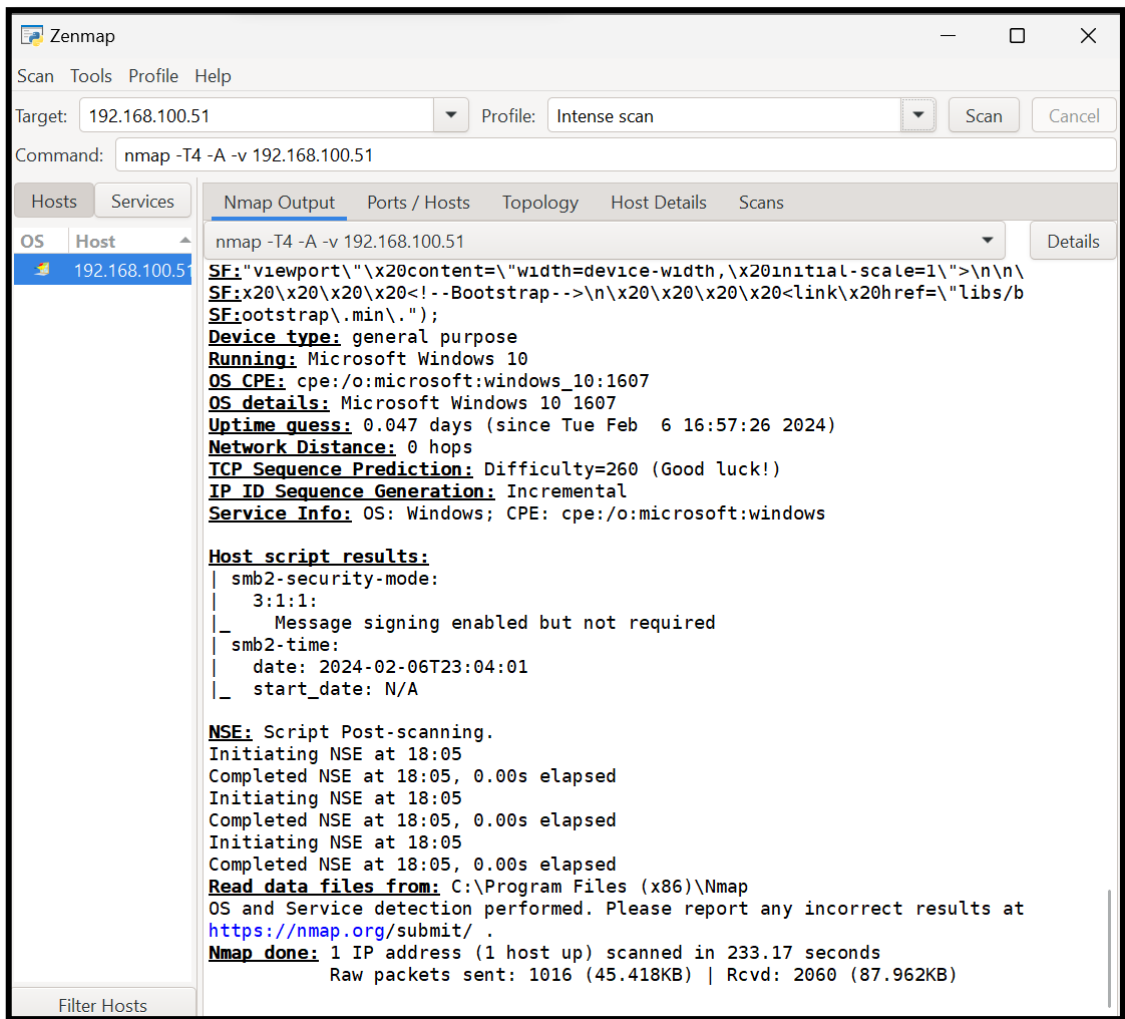 Zenmap
Scan Tools Profile Help
Target: 192.168.100.51 Profile: Intense scan Scan Cancel
Command: nmap -T4 -A -v 192.168.100.51
Hosts Services Nmap Output Ports / Hosts Topology Host Details Scans
OS Host nmap -T4 -A -v 192.168.100.51 Details
192.168.100.51
SF:"viewport\"\x20content=\"width=device-width,\x20initial-scale=1\">\n\n\
SF:x20\x20\x20\x20<!--Bootstrap-->\n\x20\x20\x20\x20<link\x20href=\"libs/b
SF:ootstrap\.min\.");
Device type: general purpose
Running: Microsoft Windows 10
OS CPE: cpe:/o:microsoft:windows_10:1607
OS details: Microsoft Windows 10 1607
Uptime guess: 0.047 days (since Tue Feb  6 16:57:26 2024)
Network Distance: 0 hops
TCP Sequence Prediction: Difficulty=260 (Good luck!)
IP ID Sequence Generation: Incremental
Service Info: OS: Windows; CPE: cpe:/o:microsoft:windows
Host script results:
| smb2-security-mode:
|   3:1:1:
|_    Message signing enabled but not required
| smb2-time:
|   date: 2024-02-06T23:04:01
|_  start_date: N/A
NSE: Script Post-scanning.
Initiating NSE at 18:05
Completed NSE at 18:05, 0.00s elapsed
Initiating NSE at 18:05
Completed NSE at 18:05, 0.00s elapsed
Initiating NSE at 18:05
Completed NSE at 18:05, 0.00s elapsed
Read data files from: C:\Program Files (x86)\Nmap
OS and Service detection performed. Please report any incorrect results at
https://nmap.org/submit/ .
Nmap done: 1 IP address (1 host up) scanned in 233.17 seconds
Raw packets sent: 1016 (45.418KB) | Rcvd: 2060 (87.962KB)
Filter Hosts